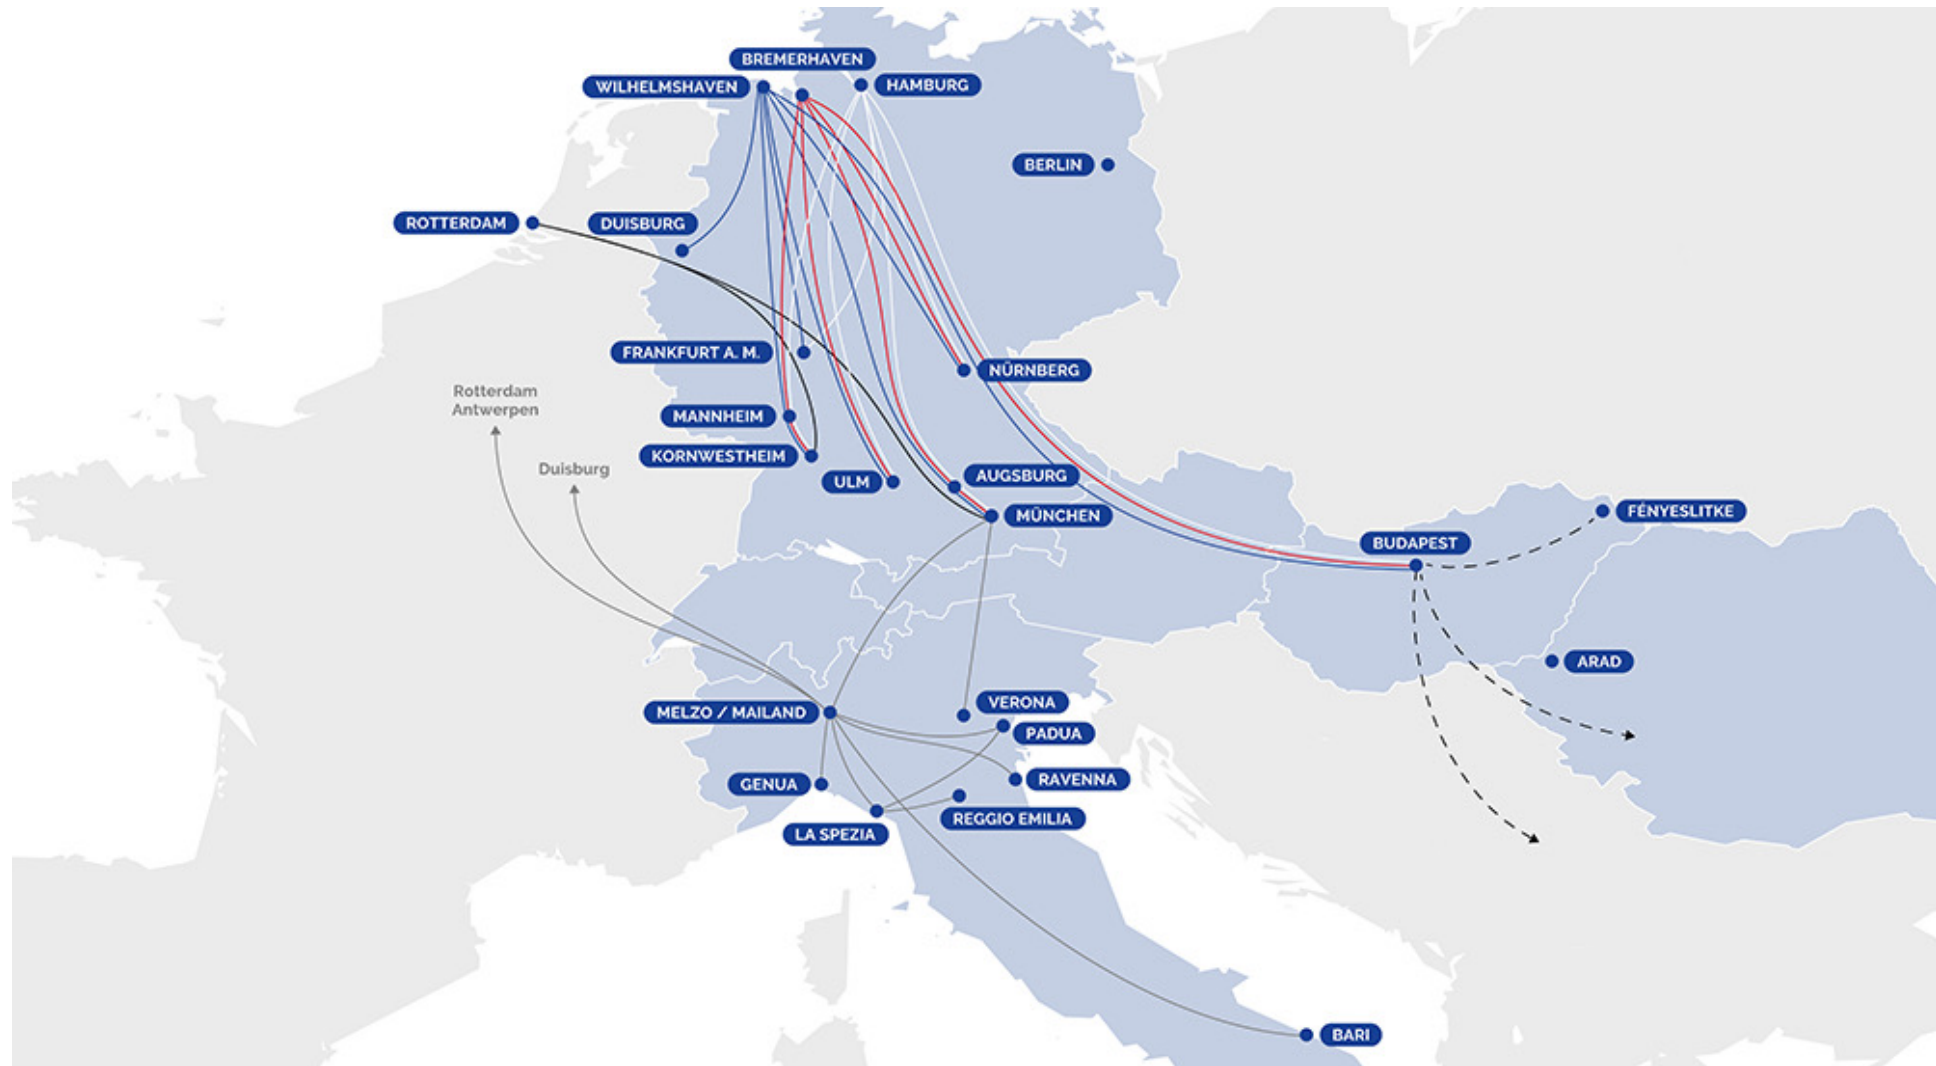 BREMERHAVEN
WILHELMSHAVEN
HAMBURG
BERLIN
ROTTERDAM
DUISBURG
FRANKFURT A. M.
NÜRNBERG
Rotterdam
Antwerpen
MANNHEIM
KORNWESTHEIM
Duisburg
ULM
AUGSBURG
MÜNCHEN
FÉNYESLITKE
BUDAPEST
ARAD
MELZO / MAILAND
VERONA
PADUA
GENUA
RAVENNA
LA SPEZIA
REGGIO EMILIA
BARI